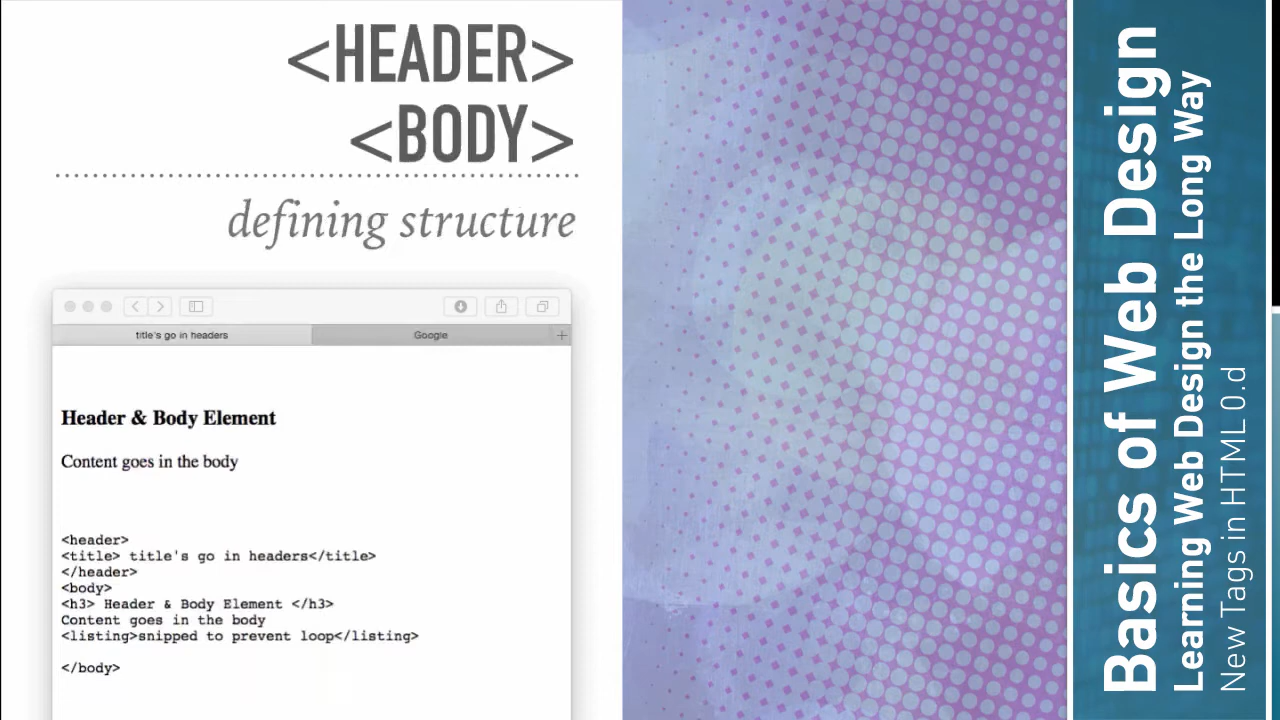 <HEADER>
<BODY>
defining structure
title's go in headers
Google
Header & Body Element
Content goes in the body
<header>
<title> title's go in headers</title>
</header>
<body>
<h3> Header & Body Element </h3>
Content goes in the body
<listing>snipped to prevent loop</listing>
</body>
Basics of Web Design
Learning Web Design the Long Way
New Tags in HTML 0.d